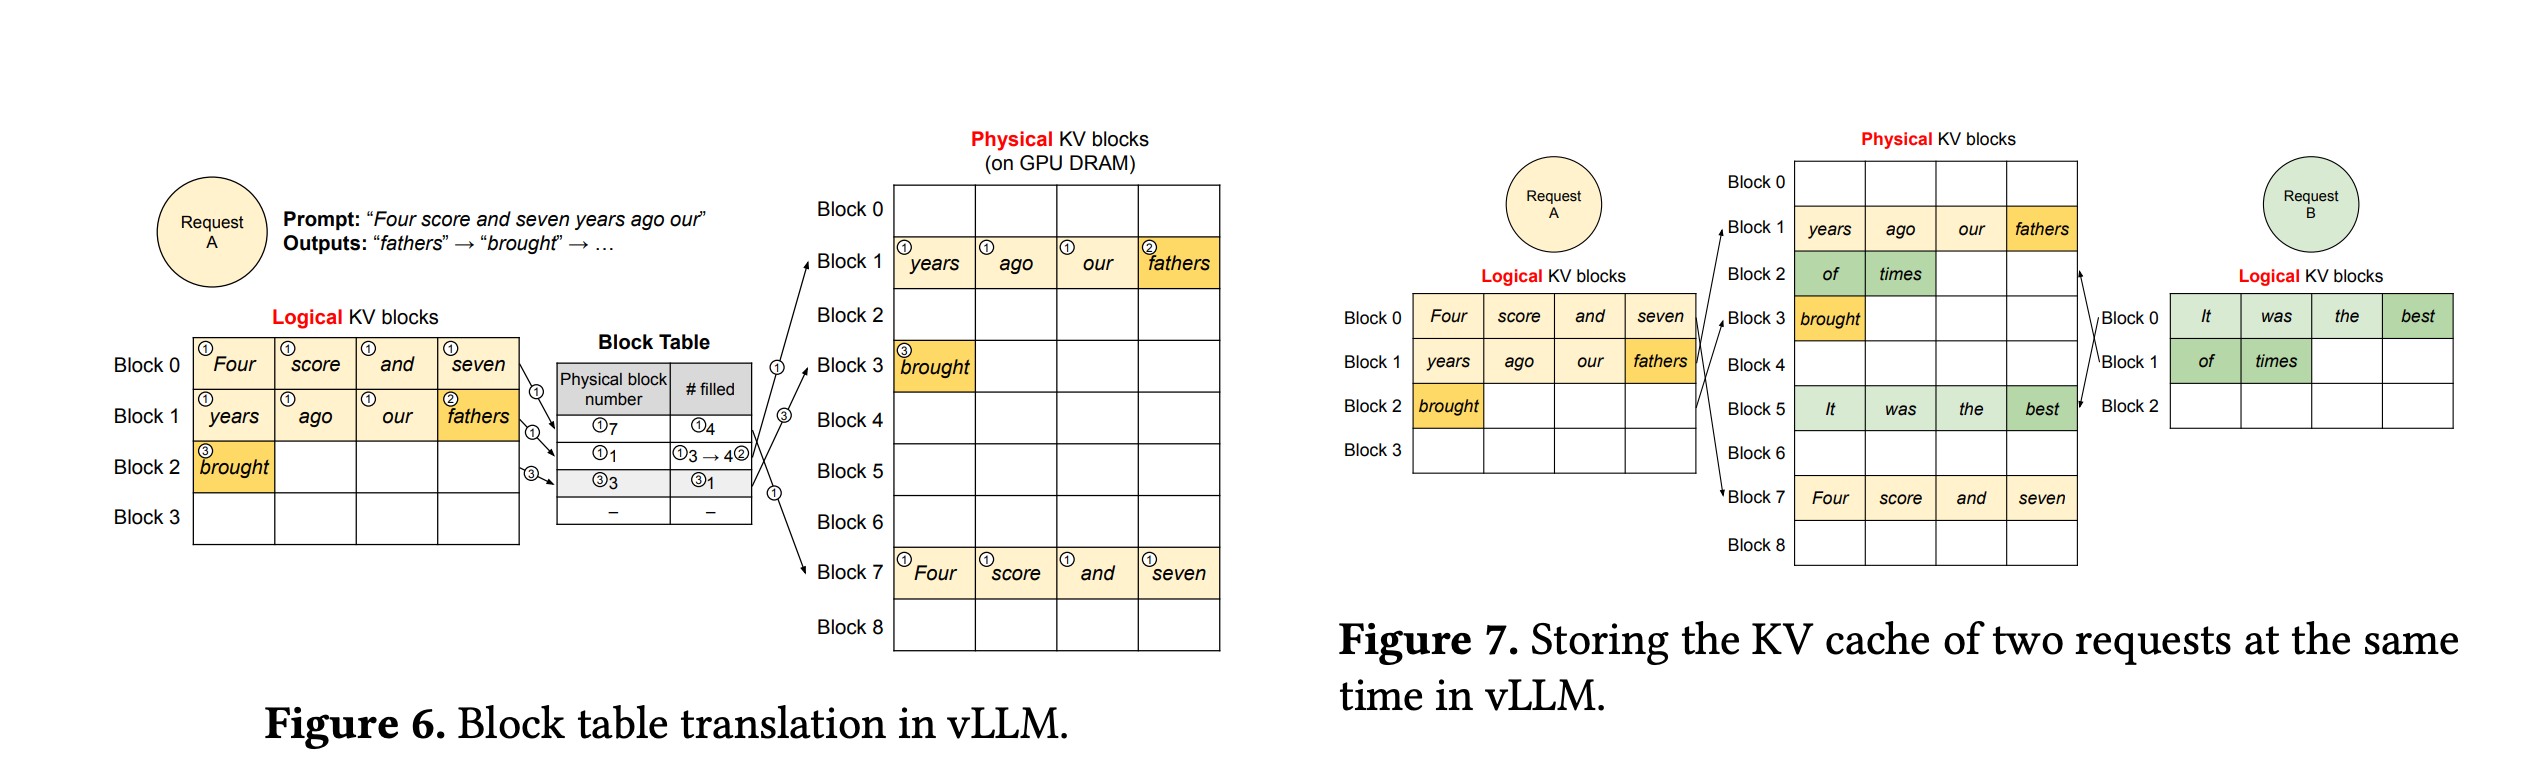 Request
A
Prompt: “Four score and seven years ago our”
Outputs: “fathers” → “brought” → …
Logical KV blocks
Block 0 ① Four ① score ① and ① seven
Block 1 ① years ① ago ① our ② fathers
Block 2 ③ brought
Block 3
① ① ③
Block Table
Physical block number # filled
①7 ①4
①1 ①3 → 4②
③3 ③1
– –
① ③ ①
Physical KV blocks
(on GPU DRAM)
Block 0
Block 1 ① years ① ago ① our ② fathers
Block 2
Block 3 ③ brought
Block 4
Block 5
Block 6
Block 7 ① Four ① score ① and ① seven
Block 8
Figure 6. Block table translation in vLLM.
Request
A
Logical KV blocks
Block 0 Four score and seven
Block 1 years ago our fathers
Block 2 brought
Block 3
Physical KV blocks
Block 0
Block 1 years ago our fathers
Block 2 of times
Block 3 brought
Block 4
Block 5 It was the best
Block 6
Block 7 Four score and seven
Block 8
Request
B
Logical KV blocks
Block 0 It was the best
Block 1 of times
Block 2
Figure 7. Storing the KV cache of two requests at the same
time in vLLM.